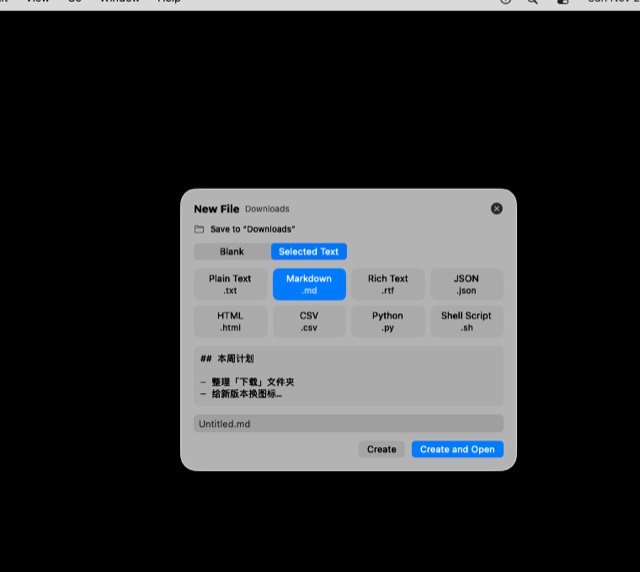 View Go Window Help
New File Downloads
Save to "Downloads"
Blank Selected Text
Plain Text Markdown Rich Text JSON
.txt .md .rtf .json
HTML CSV Python Shell Script
.html .csv .py .sh
## 本周计划
- 整理「下载」文件夹
- 给新版本换图标…
Untitled.md
Create Create and Open